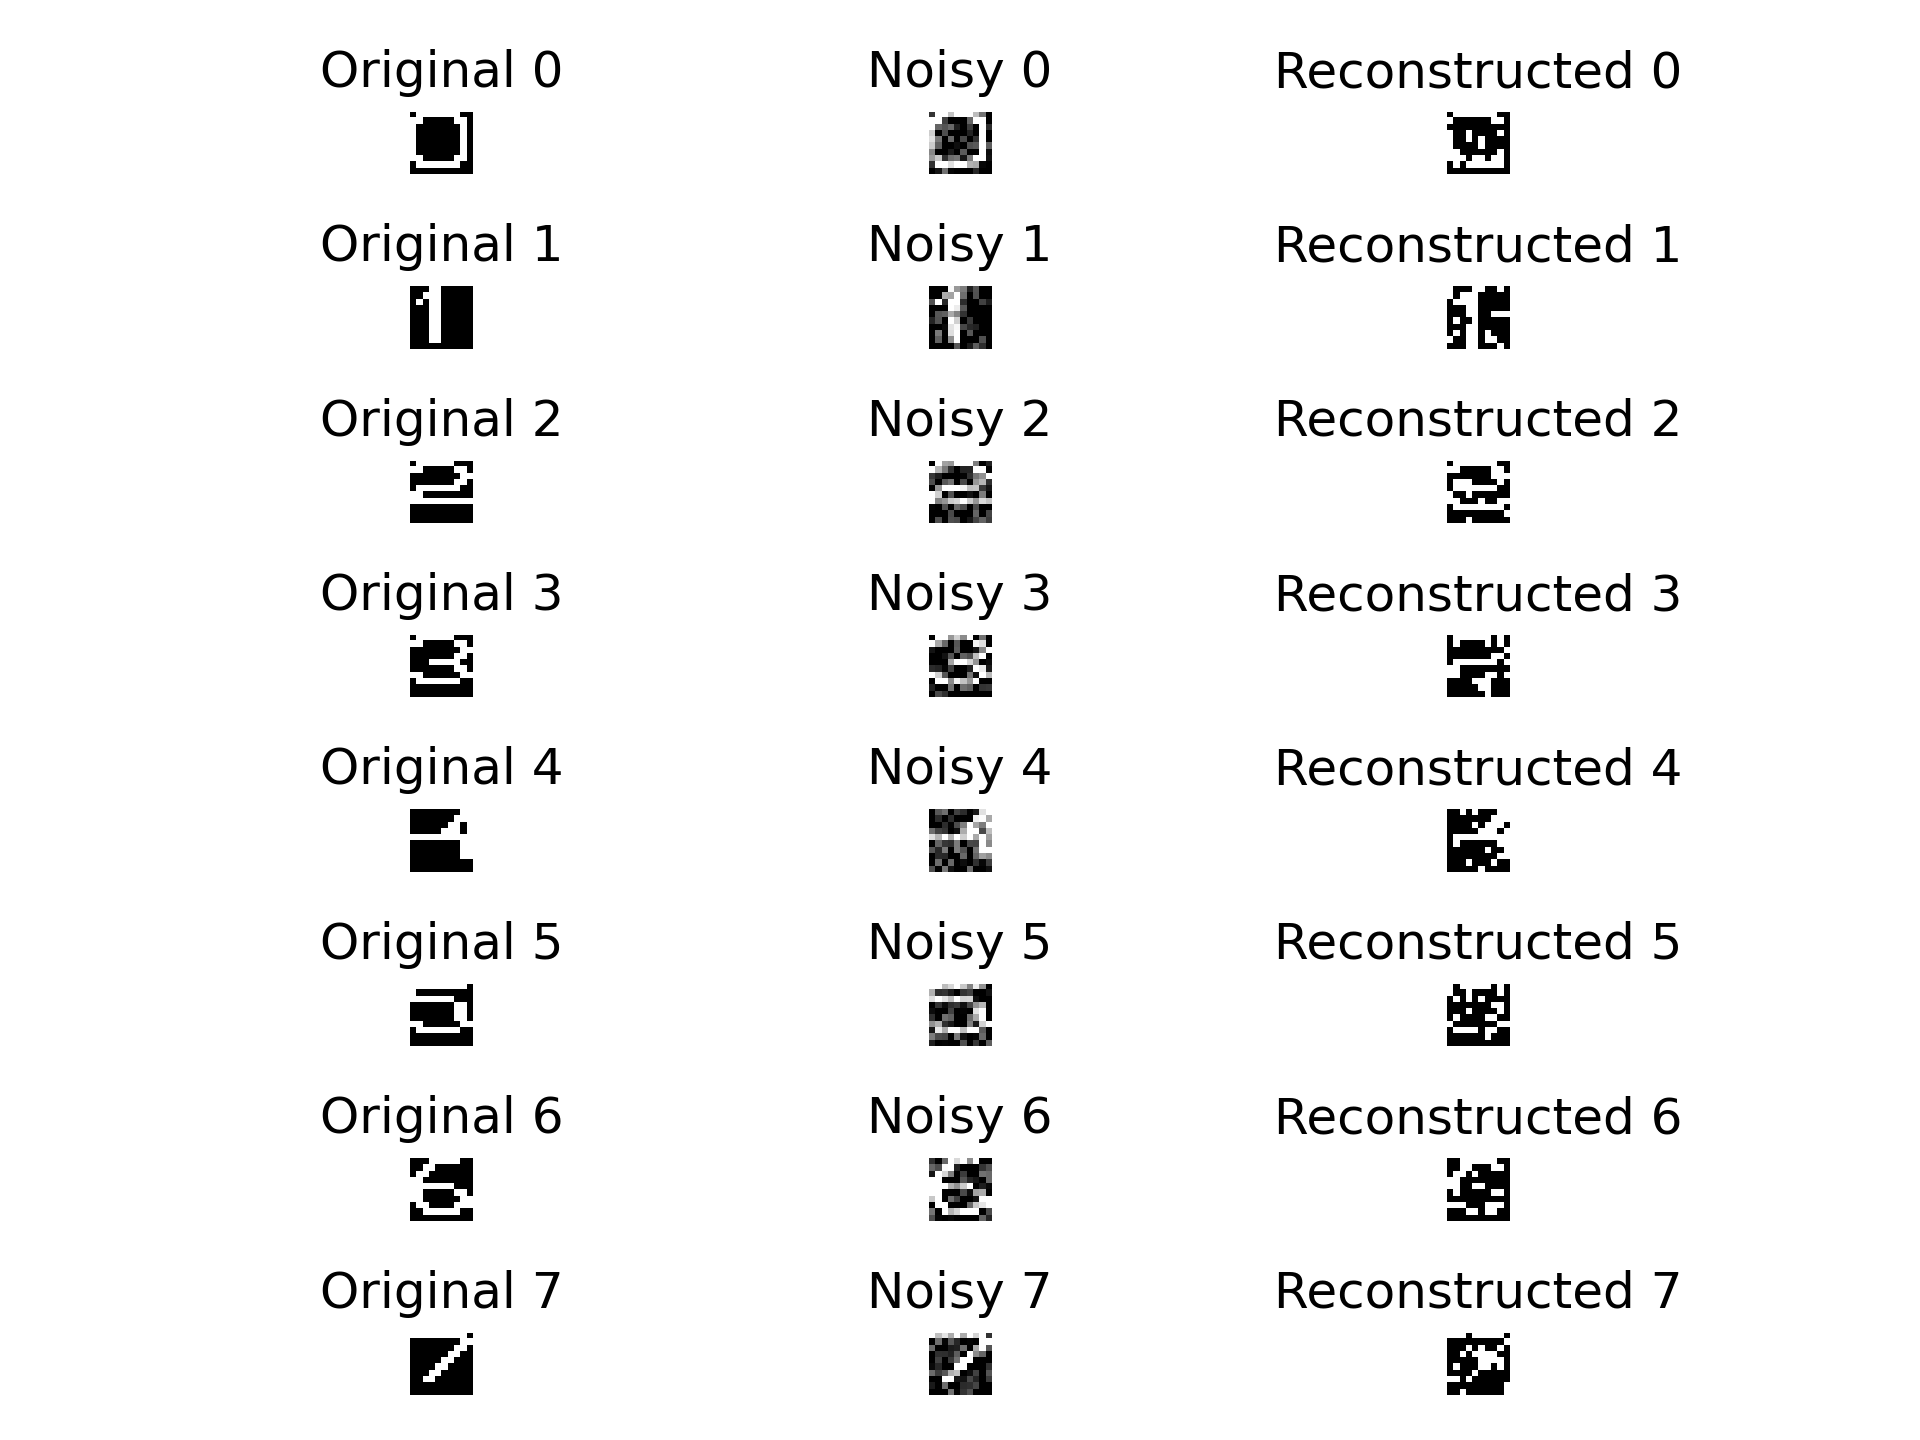 Original 0 Noisy 0 Reconstructed 0
Original 1 Noisy 1 Reconstructed 1
Original 2 Noisy 2 Reconstructed 2
Original 3 Noisy 3 Reconstructed 3
Original 4 Noisy 4 Reconstructed 4
Original 5 Noisy 5 Reconstructed 5
Original 6 Noisy 6 Reconstructed 6
Original 7 Noisy 7 Reconstructed 7